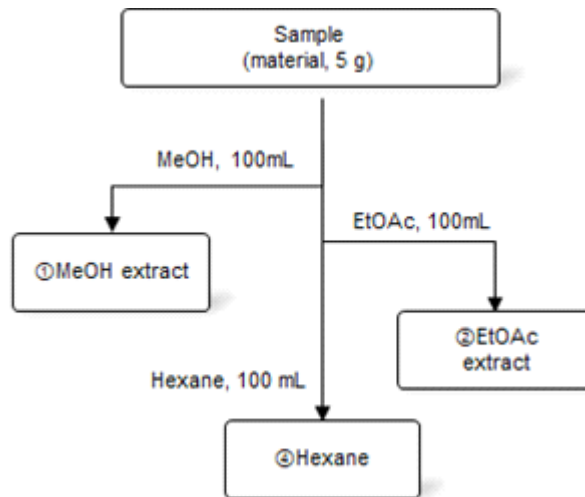 Sample
(material, 5 g)
MeOH, 100mL
EtOAc, 100mL
①MeOH extract
②EtOAc
extract
Hexane, 100 mL
④Hexane